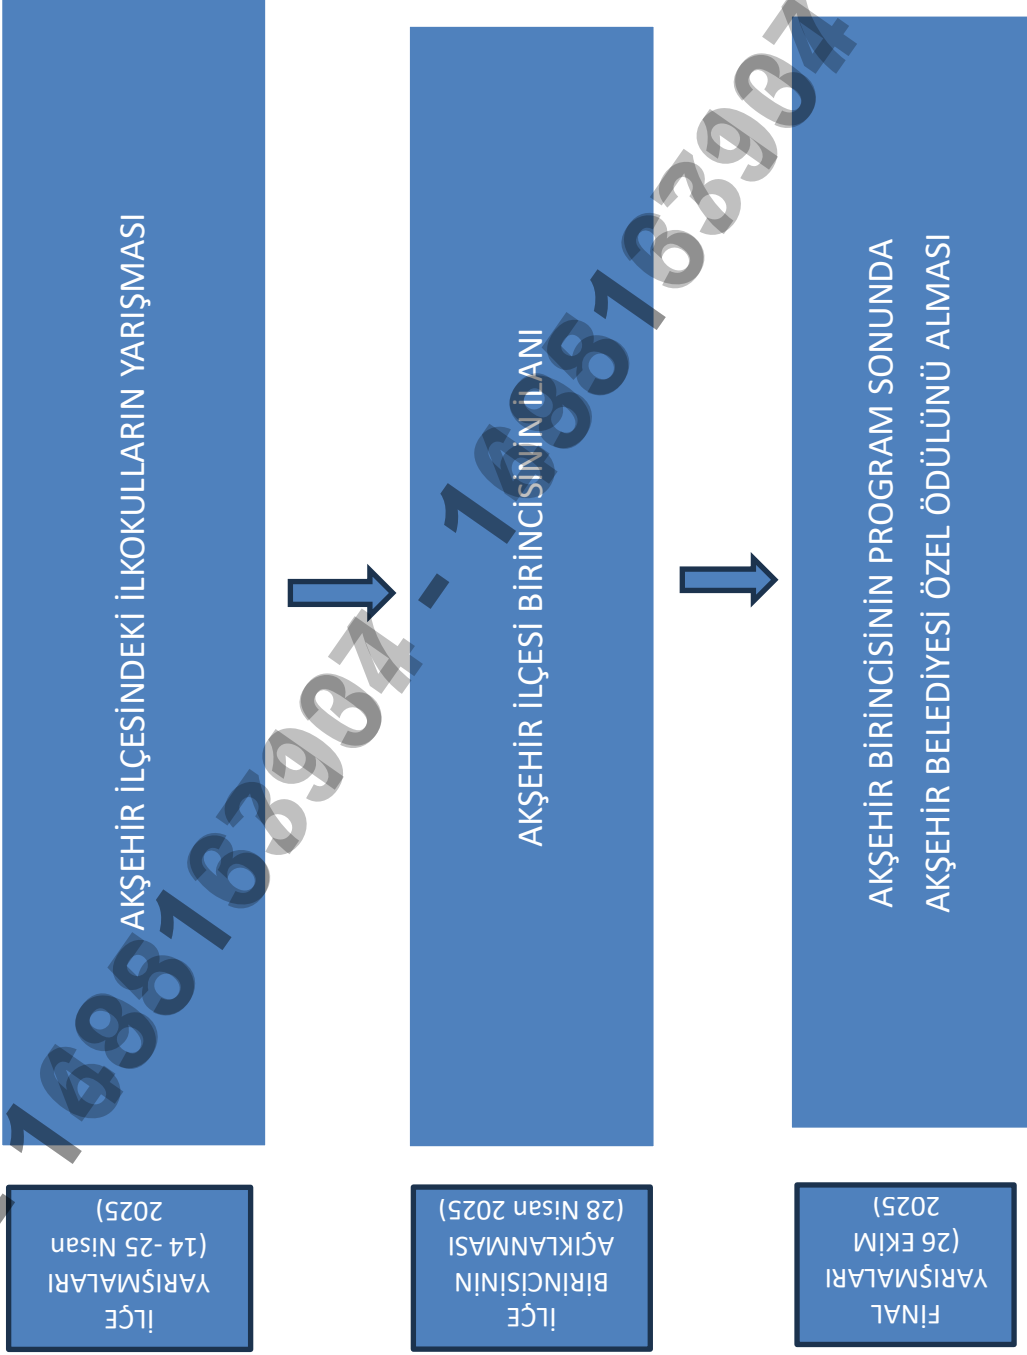 İLÇE
YARIŞMALARI
(14 -25 Nisan
2025)
AKŞEHİR İLÇESİNDEKİ İLKOKULLARIN YARIŞMASI
İLÇE
BİRİNCİSİNİN
AÇIKLANMASI
(28 Nisan 2025)
AKŞEHİR İLÇESİ BİRİNCİSİNİN İLANI
FİNAL
YARIŞMALARI
(26 EKİM
2025)
AKŞEHİR BİRİNCİSİNİN PROGRAM SONUNDA
AKŞEHİR BELEDİYESİ ÖZEL ÖDÜLÜNÜ ALMASI